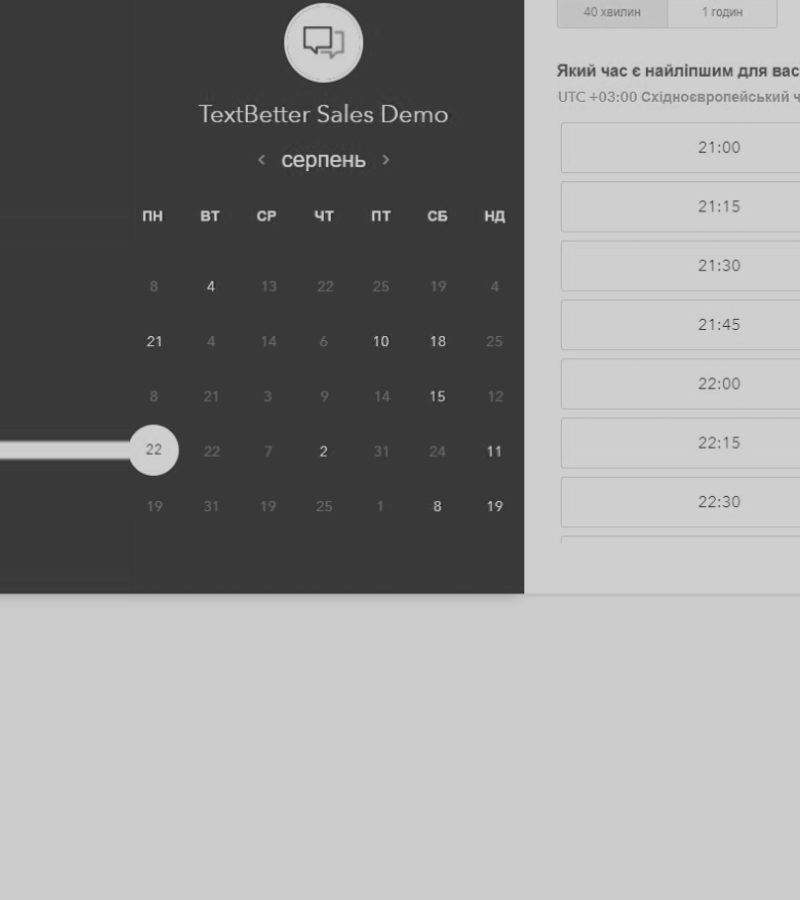 TextBetter Sales Demo
серпень
ПН ВТ СР ЧТ ПТ СБ НД
8 4 13 22 25 19 4
21 4 14 6 10 18 25
8 21 3 9 14 15 12
22 22 7 2 31 24 11
19 31 19 25 1 8 19
40 хвилин 1 годин
Який час є найліпшим для вас
UTC +03:00 Східноєвропейський ч
21:00
21:15
21:30
21:45
22:00
22:15
22:30